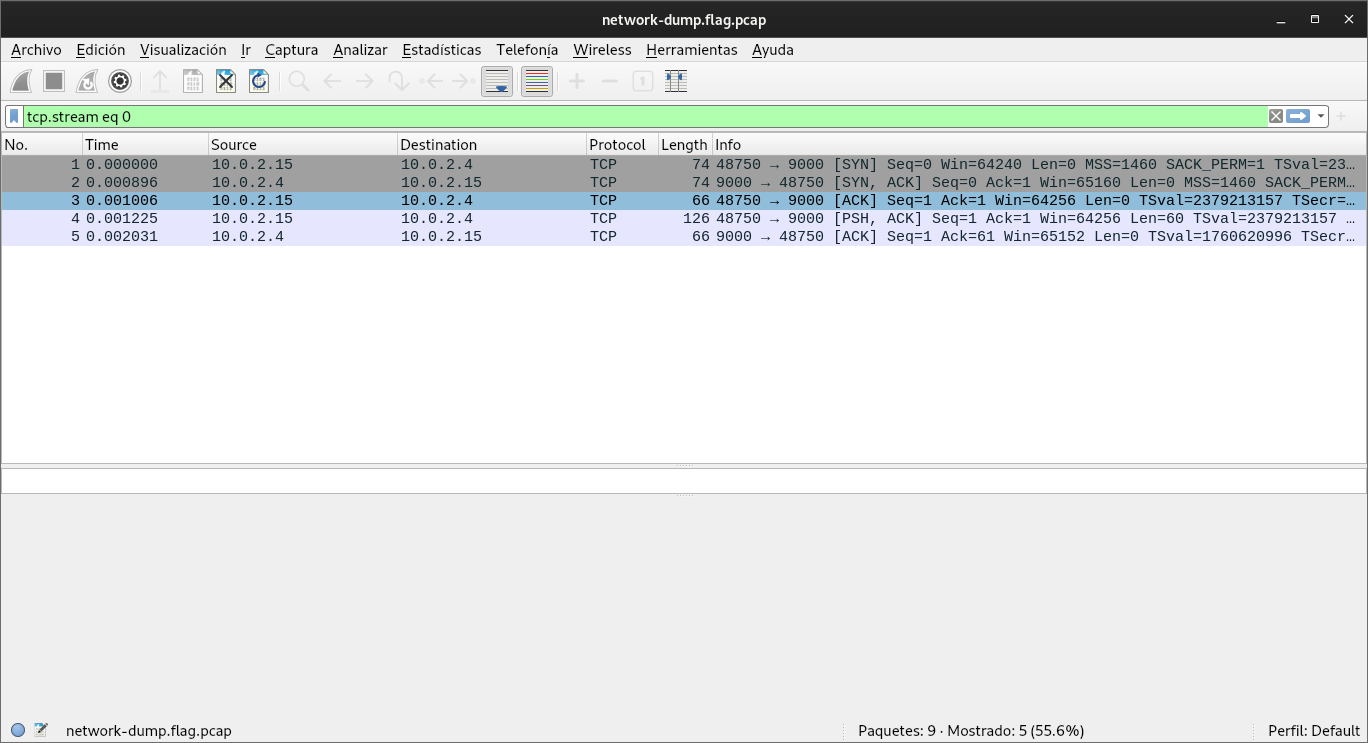 network-dump.flag.pcap
Archivo Edición Visualización Ir Captura Analizar Estadísticas Telefonía Wireless Herramientas Ayuda
tcp.stream eq 0
No. Time Source Destination Protocol Length Info
1 0.000000 10.0.2.15 10.0.2.4 TCP 74 48750 → 9000 [SYN] Seq=0 Win=64240 Len=0 MSS=1460 SACK_PERM=1 TSval=23…
2 0.000896 10.0.2.4 10.0.2.15 TCP 74 9000 → 48750 [SYN, ACK] Seq=0 Ack=1 Win=65160 Len=0 MSS=1460 SACK_PERM…
3 0.001006 10.0.2.15 10.0.2.4 TCP 66 48750 → 9000 [ACK] Seq=1 Ack=1 Win=64256 Len=0 TSval=2379213157 TSecr=…
4 0.001225 10.0.2.15 10.0.2.4 TCP 126 48750 → 9000 [PSH, ACK] Seq=1 Ack=1 Win=64256 Len=60 TSval=2379213157 …
5 0.002031 10.0.2.4 10.0.2.15 TCP 66 9000 → 48750 [ACK] Seq=1 Ack=61 Win=65152 Len=0 TSval=1760620996 TSecr…
network-dump.flag.pcap Paquetes: 9 · Mostrado: 5 (55.6%) Perfil: Default